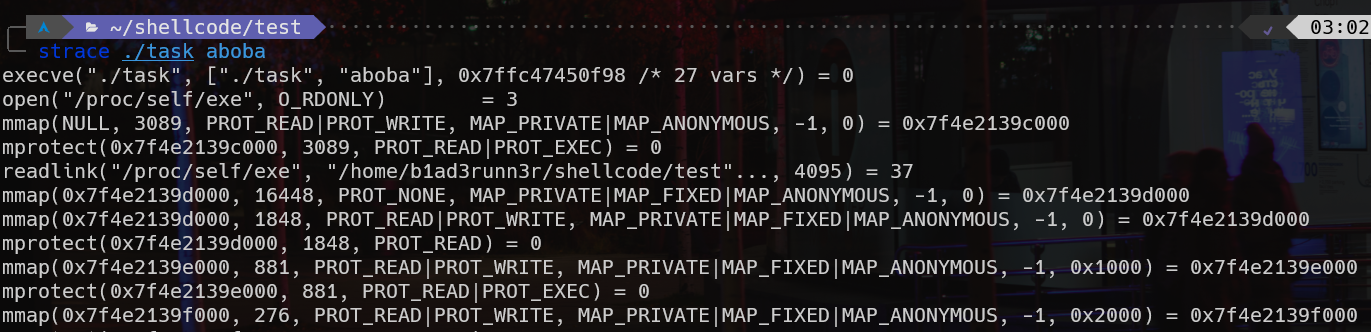 ~/shellcode/test 03:02
strace ./task aboba
execve("./task", ["./task", "aboba"], 0x7ffc47450f98 /* 27 vars */) = 0
open("/proc/self/exe", O_RDONLY)        = 3
mmap(NULL, 3089, PROT_READ|PROT_WRITE, MAP_PRIVATE|MAP_ANONYMOUS, -1, 0) = 0x7f4e2139c000
mprotect(0x7f4e2139c000, 3089, PROT_READ|PROT_EXEC) = 0
readlink("/proc/self/exe", "/home/b1ad3runn3r/shellcode/test"..., 4095) = 37
mmap(0x7f4e2139d000, 16448, PROT_NONE, MAP_PRIVATE|MAP_FIXED|MAP_ANONYMOUS, -1, 0) = 0x7f4e2139d000
mmap(0x7f4e2139d000, 1848, PROT_READ|PROT_WRITE, MAP_PRIVATE|MAP_FIXED|MAP_ANONYMOUS, -1, 0) = 0x7f4e2139d000
mprotect(0x7f4e2139d000, 1848, PROT_READ) = 0
mmap(0x7f4e2139e000, 881, PROT_READ|PROT_WRITE, MAP_PRIVATE|MAP_FIXED|MAP_ANONYMOUS, -1, 0x1000) = 0x7f4e2139e000
mprotect(0x7f4e2139e000, 881, PROT_READ|PROT_EXEC) = 0
mmap(0x7f4e2139f000, 276, PROT_READ|PROT_WRITE, MAP_PRIVATE|MAP_FIXED|MAP_ANONYMOUS, -1, 0x2000) = 0x7f4e2139f000